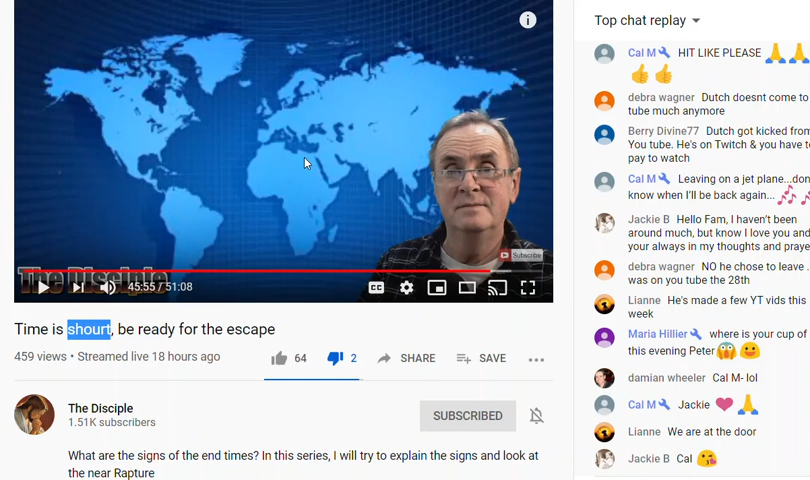 The Disciple
Subscribe
45:55 / 51:08
CC
Time is shourt, be ready for the escape
459 views • Streamed live 18 hours ago
64
2
SHARE
SAVE
The Disciple
1.51K subscribers
SUBSCRIBED
What are the signs of the end times? In this series, I will try to explain the signs and look at
the near Rapture
Top chat replay
Cal M HIT LIKE PLEASE
debra wagner Dutch doesnt come to
tube much anymore
Berry Divine77 Dutch got kicked from
You tube. He's on Twitch & you have to
pay to watch
Cal M Leaving on a jet plane...don
know when I'll be back again...
Jackie B Hello Fam, I haven't been
around much, but know I love you and
your always in my thoughts and praye
debra wagner NO he chose to leave .
was on you tube the 28th
Lianne He's made a few YT vids this
week
Maria Hillier where is your cup of
this evening Peter
damian wheeler Cal M- lol
Cal M Jackie
Lianne We are at the door
Jackie B Cal